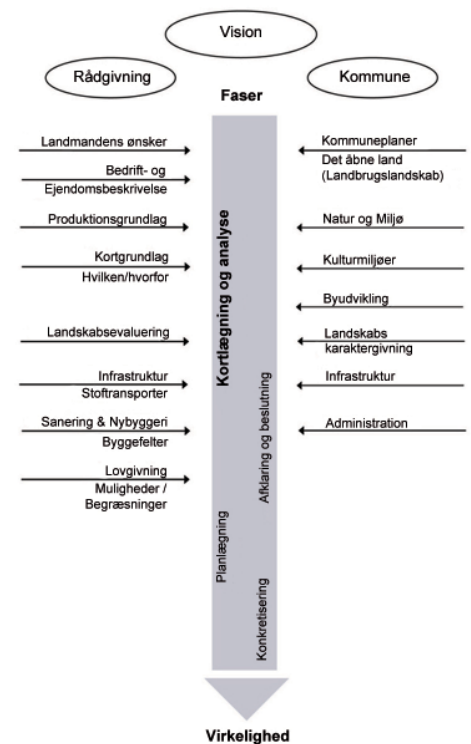 Vision
Rådgivning
Kommune
Faser
Landmandens ønsker
Bedrift- og
Ejendomsbeskrivelse
Produktionsgrundlag
Kortgrundlag
Hvilken/hvorfor
Landskabsevaluering
Infrastruktur
Stoftransporter
Sanering & Nybyggeri
Byggefelter
Lovgivning
Muligheder /
Begræsninger
Kortlægning og analyse
Afklaring og beslutning
Planlægning
Konkretisering
Kommuneplaner
Det åbne land
(Landbrugslandskab)
Natur og Miljø
Kulturmiljøer
Byudvikling
Landskabs
karaktergivning
Infrastruktur
Administration
Virkelighed